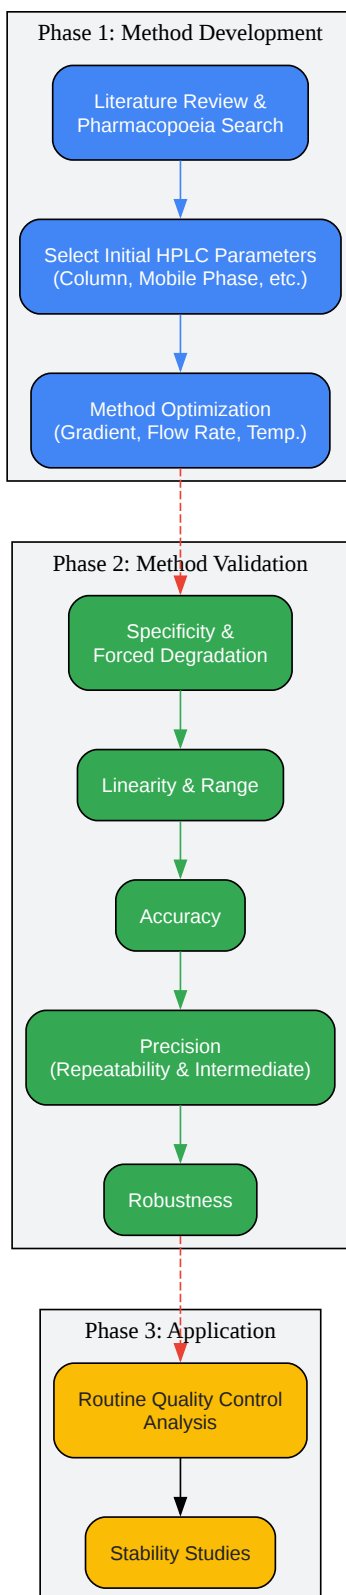 Phase 1: Method Development
Literature Review &
Pharmacopoeia Search
Select Initial HPLC Parameters
(Column, Mobile Phase, etc.)
Method Optimization
(Gradient, Flow Rate, Temp.)
Phase 2: Method Validation
Specificity &
Forced Degradation
Linearity & Range
Accuracy
Precision
(Repeatability & Intermediate)
Robustness
Phase 3: Application
Routine Quality Control
Analysis
Stability Studies